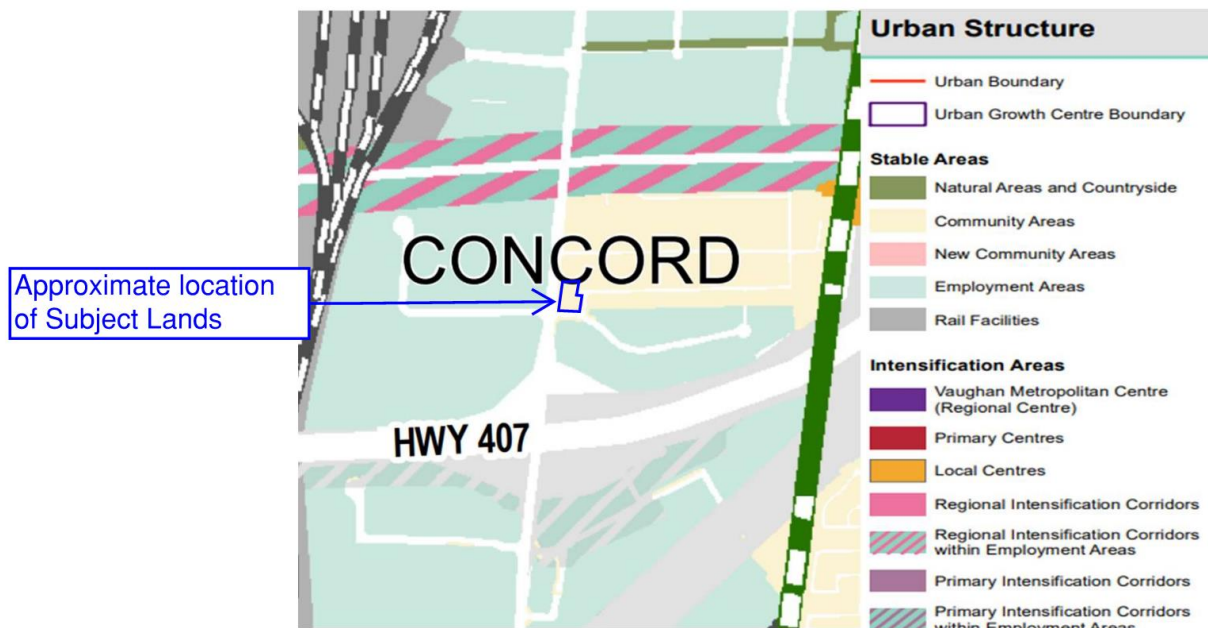 Approximate location
of Subject Lands
CONCORD
HWY 407
Urban Structure
Urban Boundary
Urban Growth Centre Boundary
Stable Areas
Natural Areas and Countryside
Community Areas
New Community Areas
Employment Areas
Rail Facilities
Intensification Areas
Vaughan Metropolitan Centre
(Regional Centre)
Primary Centres
Local Centres
Regional Intensification Corridors
Regional Intensification Corridors
within Employment Areas
Primary Intensification Corridors
Primary Intensification Corridors
within Employment Areas